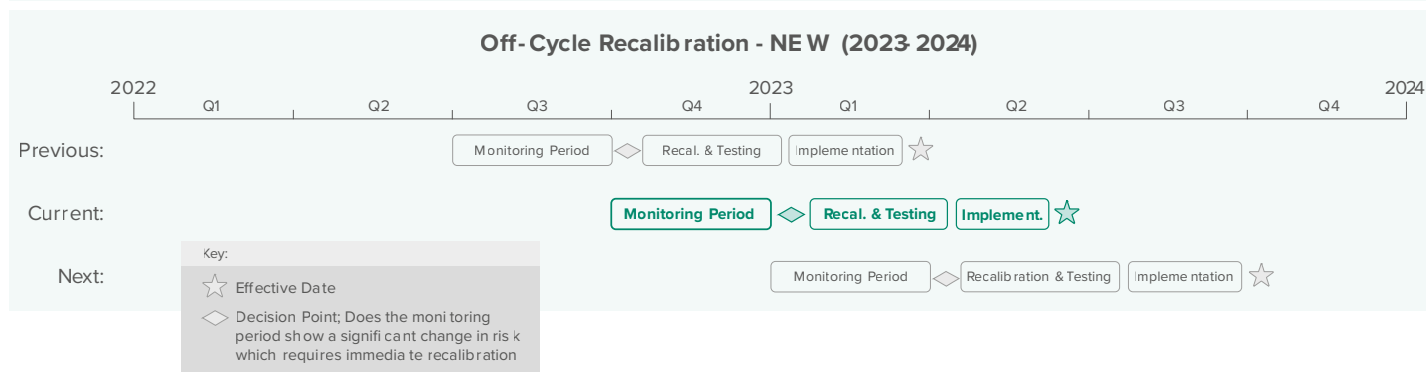 Off-Cycle Recalibration - NEW (2023-2024)
2022 2023 2024
Q1 Q2 Q3 Q4 Q1 Q2 Q3 Q4
Previous: Monitoring Period Recal. & Testing Implementation
Current: Monitoring Period Recal. & Testing Implement.
Key:
Next: Monitoring Period Recalibration & Testing Implementation
Effective Date
Decision Point; Does the monitoring
period show a significant change in risk
which requires immediate recalibration